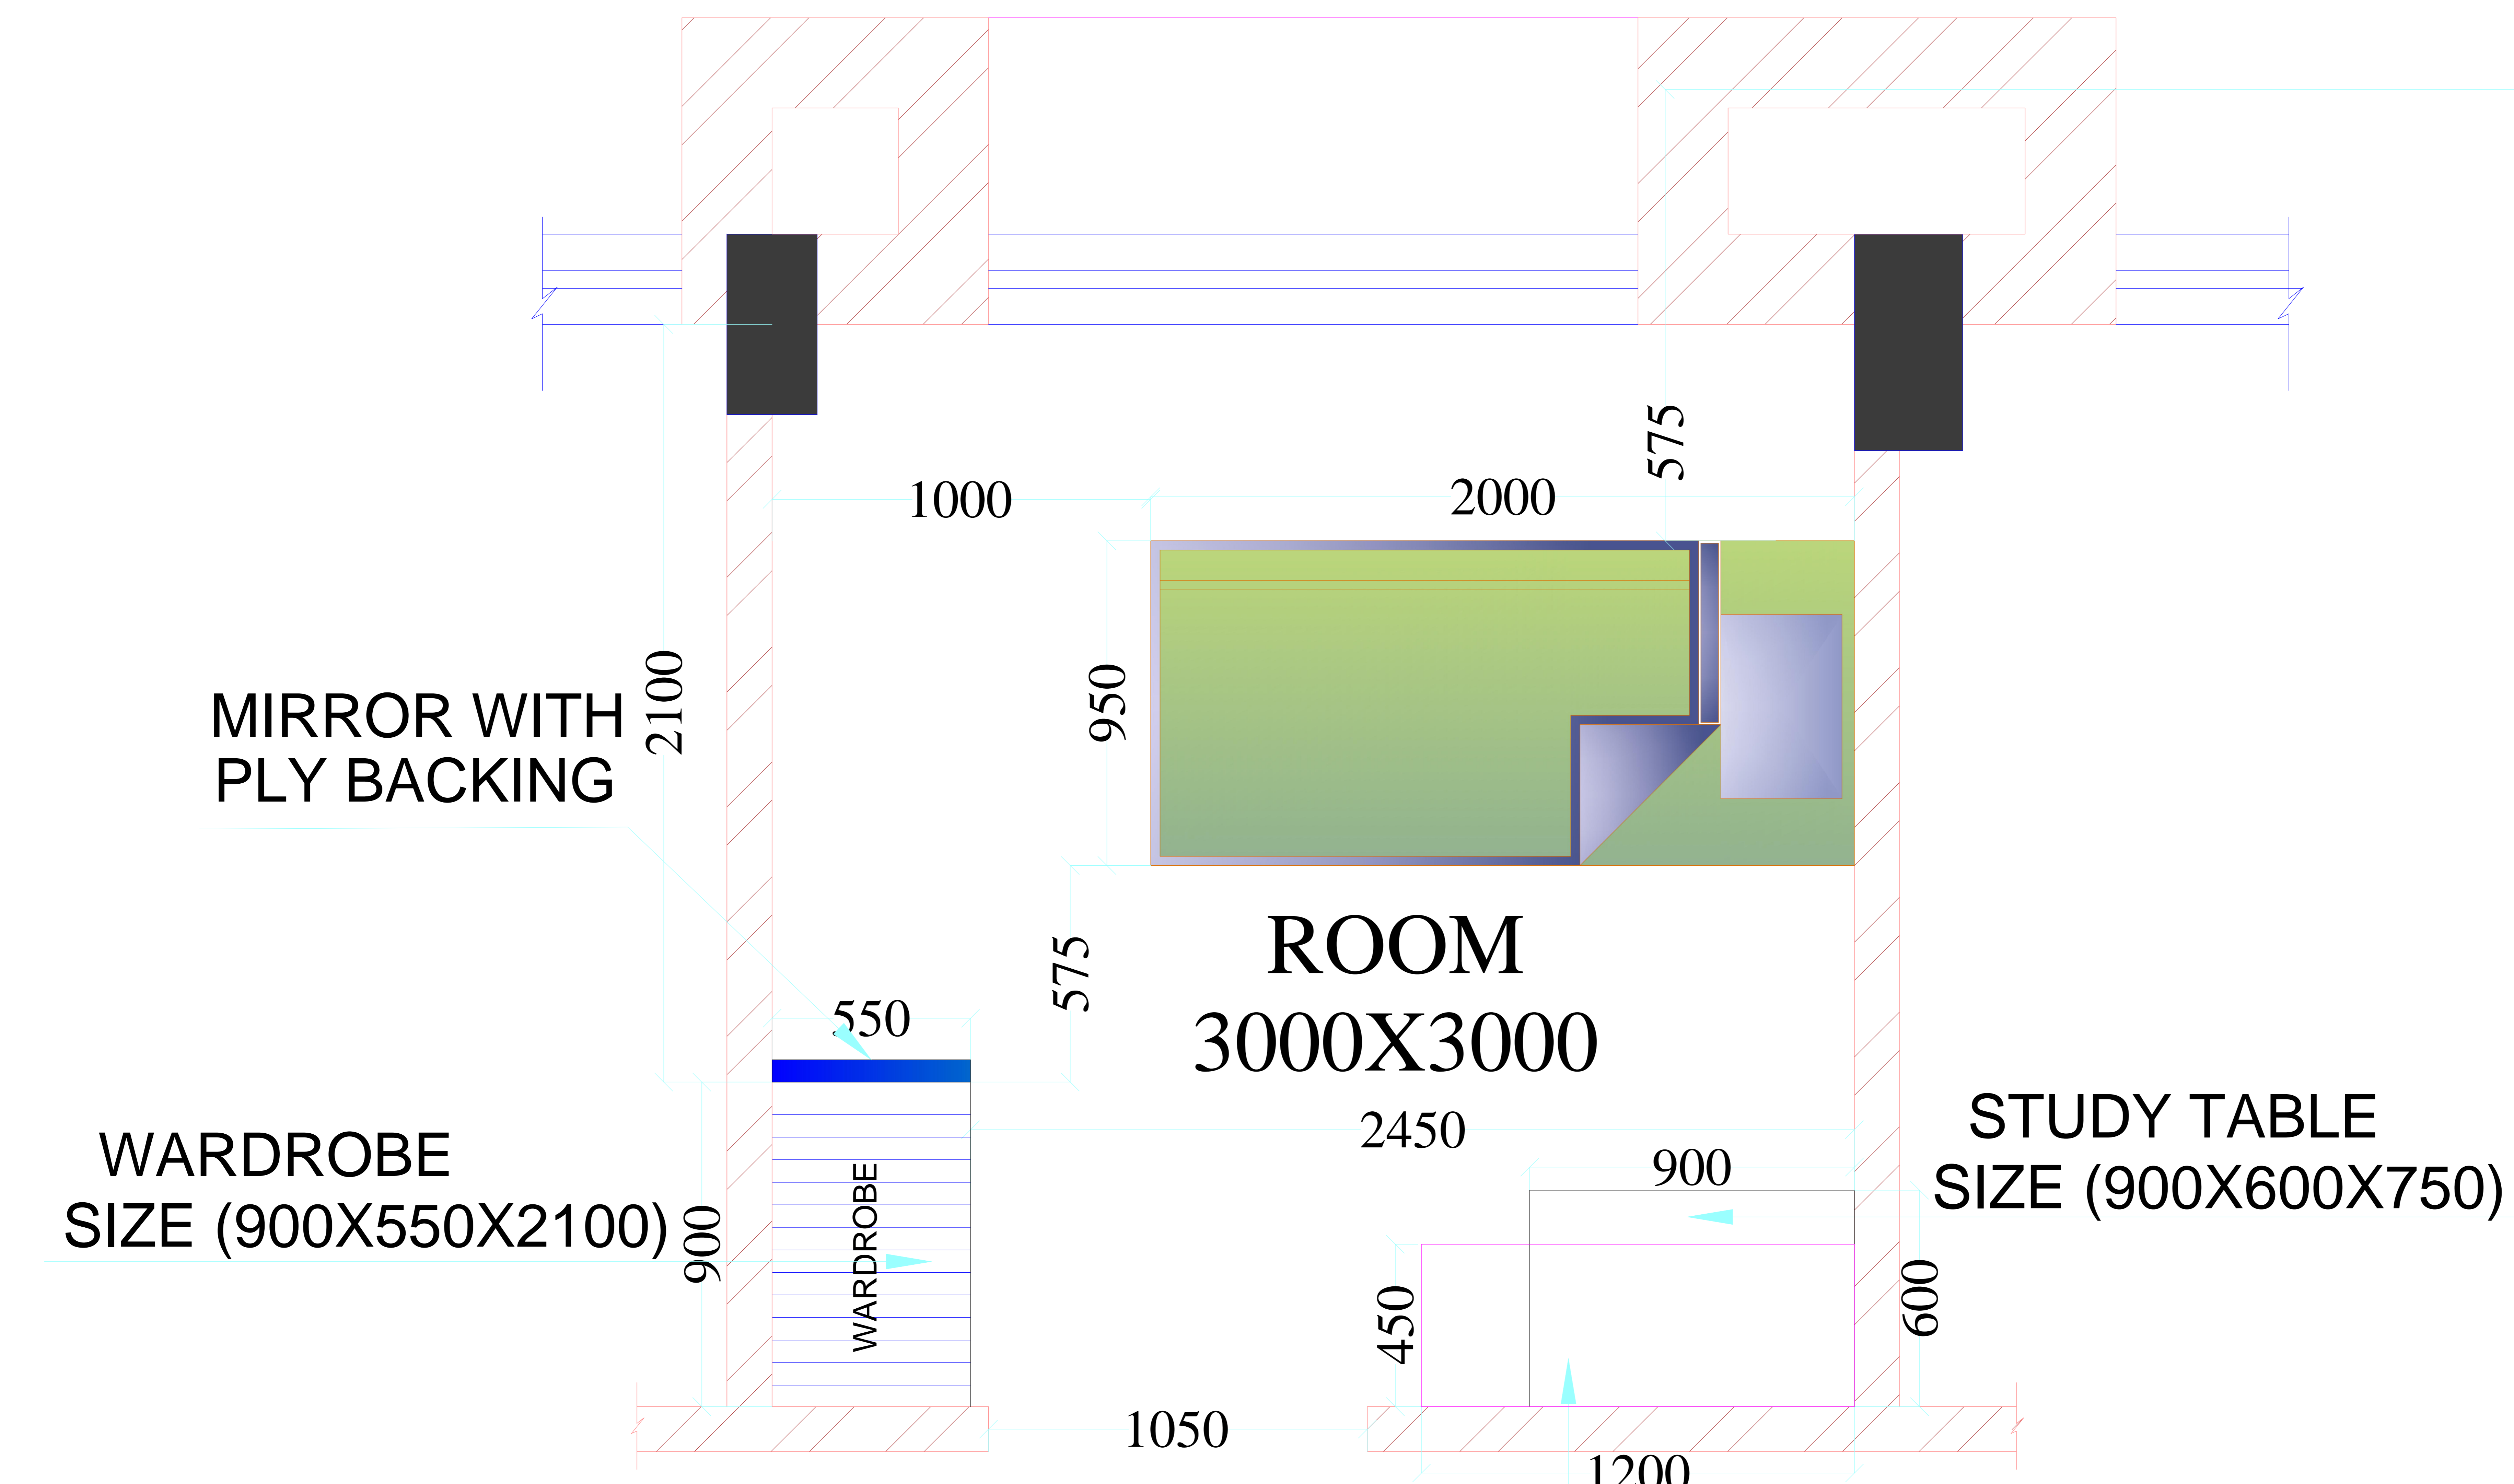 575
1000
2000
2100
950
MIRROR WITH
PLY BACKING
575
ROOM
3000X3000
550
2450
900
STUDY TABLE
SIZE (900X600X750)
WARDROBE
SIZE (900X550X2100)
900
WARDROBE
450
600
1050
1200